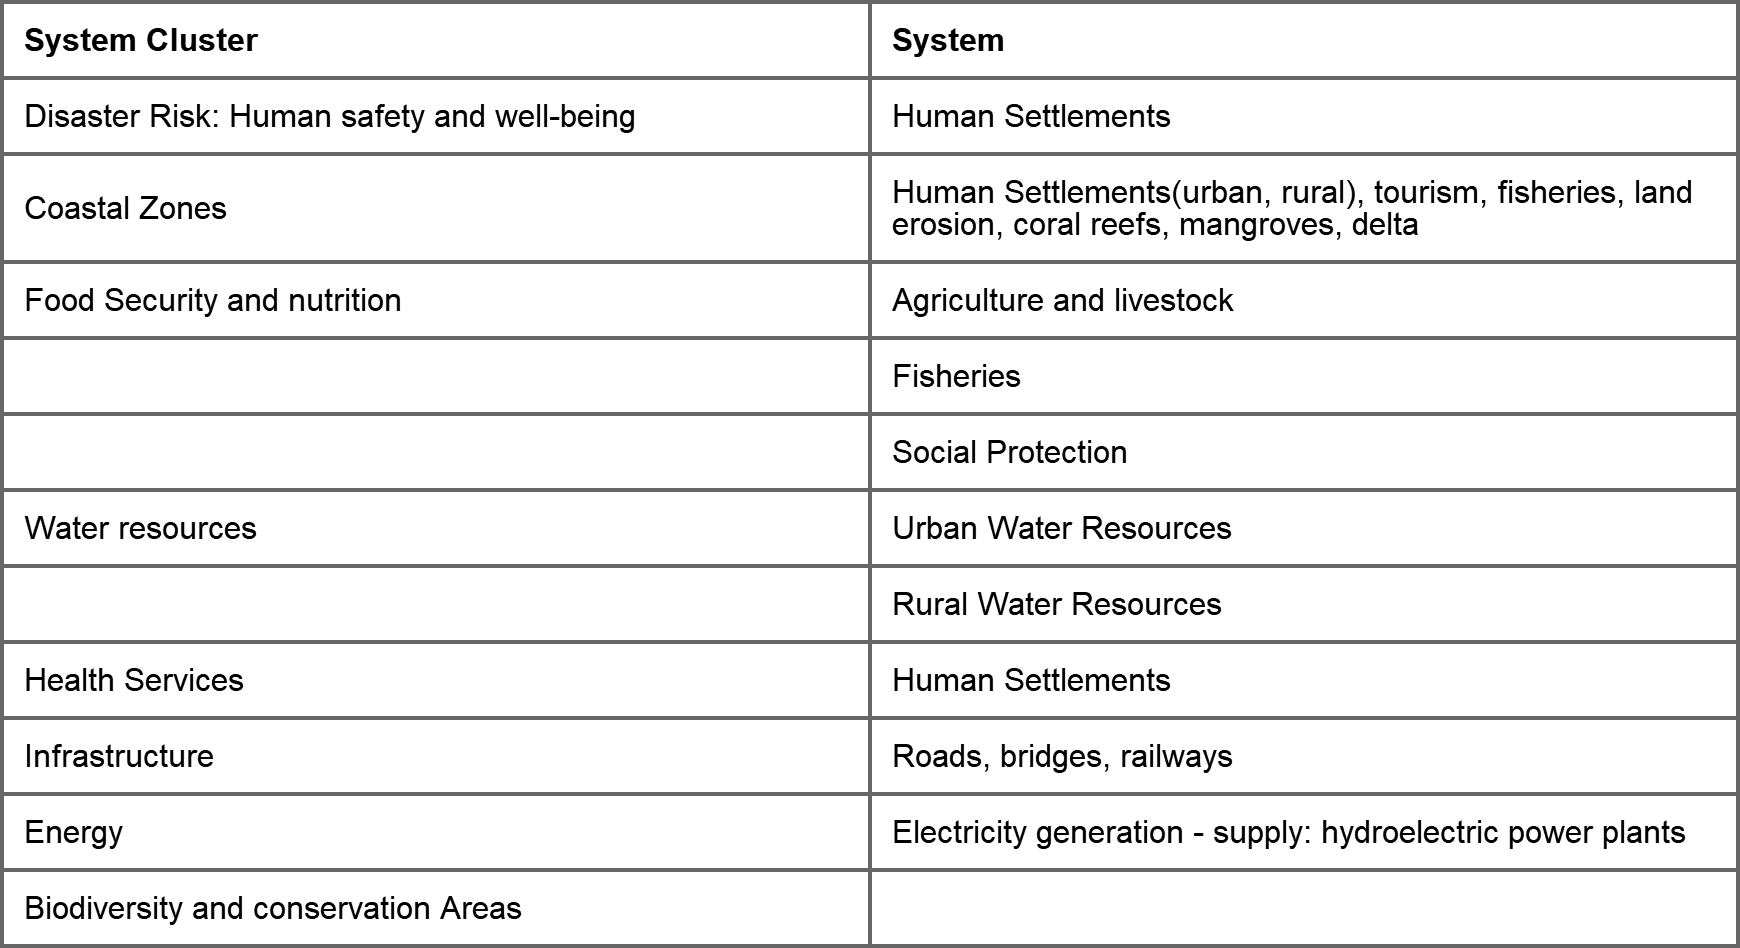 System Cluster
System
Disaster Risk: Human safety and well-being
Human Settlements
Coastal Zones
Human Settlements(urban, rural), tourism, fisheries, land
erosion, coral reefs, mangroves, delta
Food Security and nutrition
Agriculture and livestock
Fisheries
Social Protection
Water resources
Urban Water Resources
Rural Water Resources
Health Services
Human Settlements
Infrastructure
Roads, bridges, railways
Energy
Electricity generation - supply: hydroelectric power plants
Biodiversity and conservation Areas